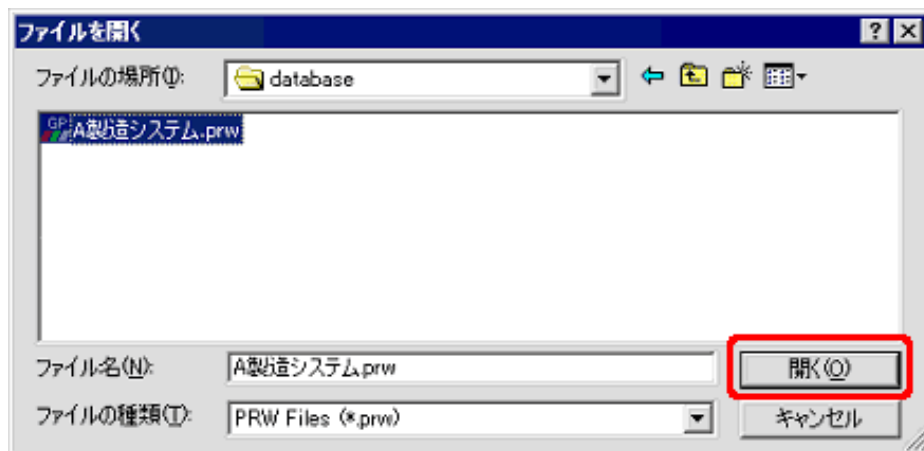 ファイルを開く
ファイルの場所(I): database
GP A製造システム.prw
ファイル名(N): A製造システム.prw 開く(O)
ファイルの種類(T): PRW Files (*.prw) キャンセル